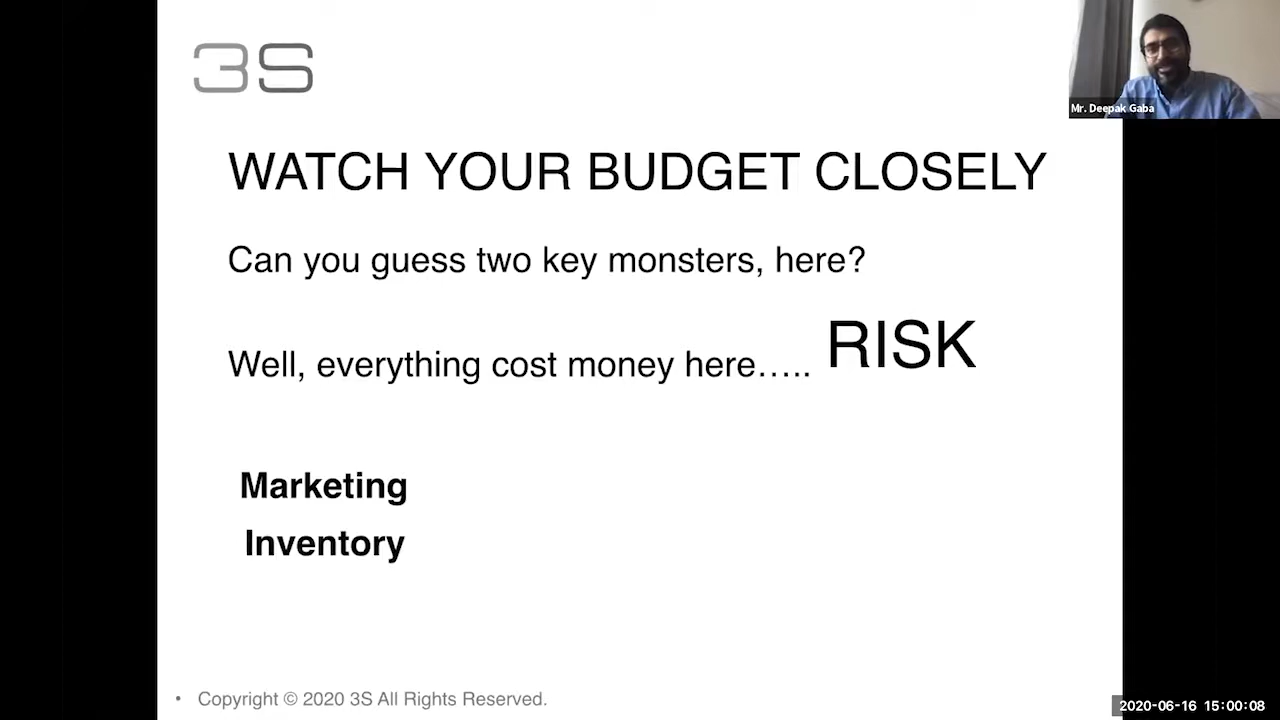 3S
Mr. Deepak Gaba
WATCH YOUR BUDGET CLOSELY
Can you guess two key monsters, here?
Well, everything cost money here….. RISK
Marketing
Inventory
• Copyright © 2020 3S All Rights Reserved.
2020-06-16 15:00:08